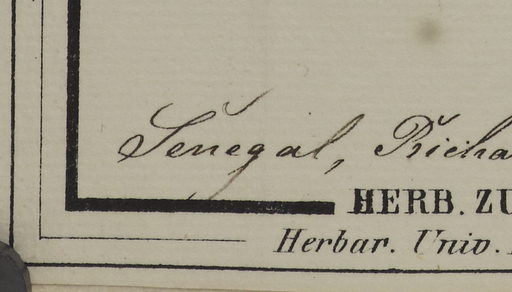 Senegal, Richa
HERB. ZU
Herbar. Univ.